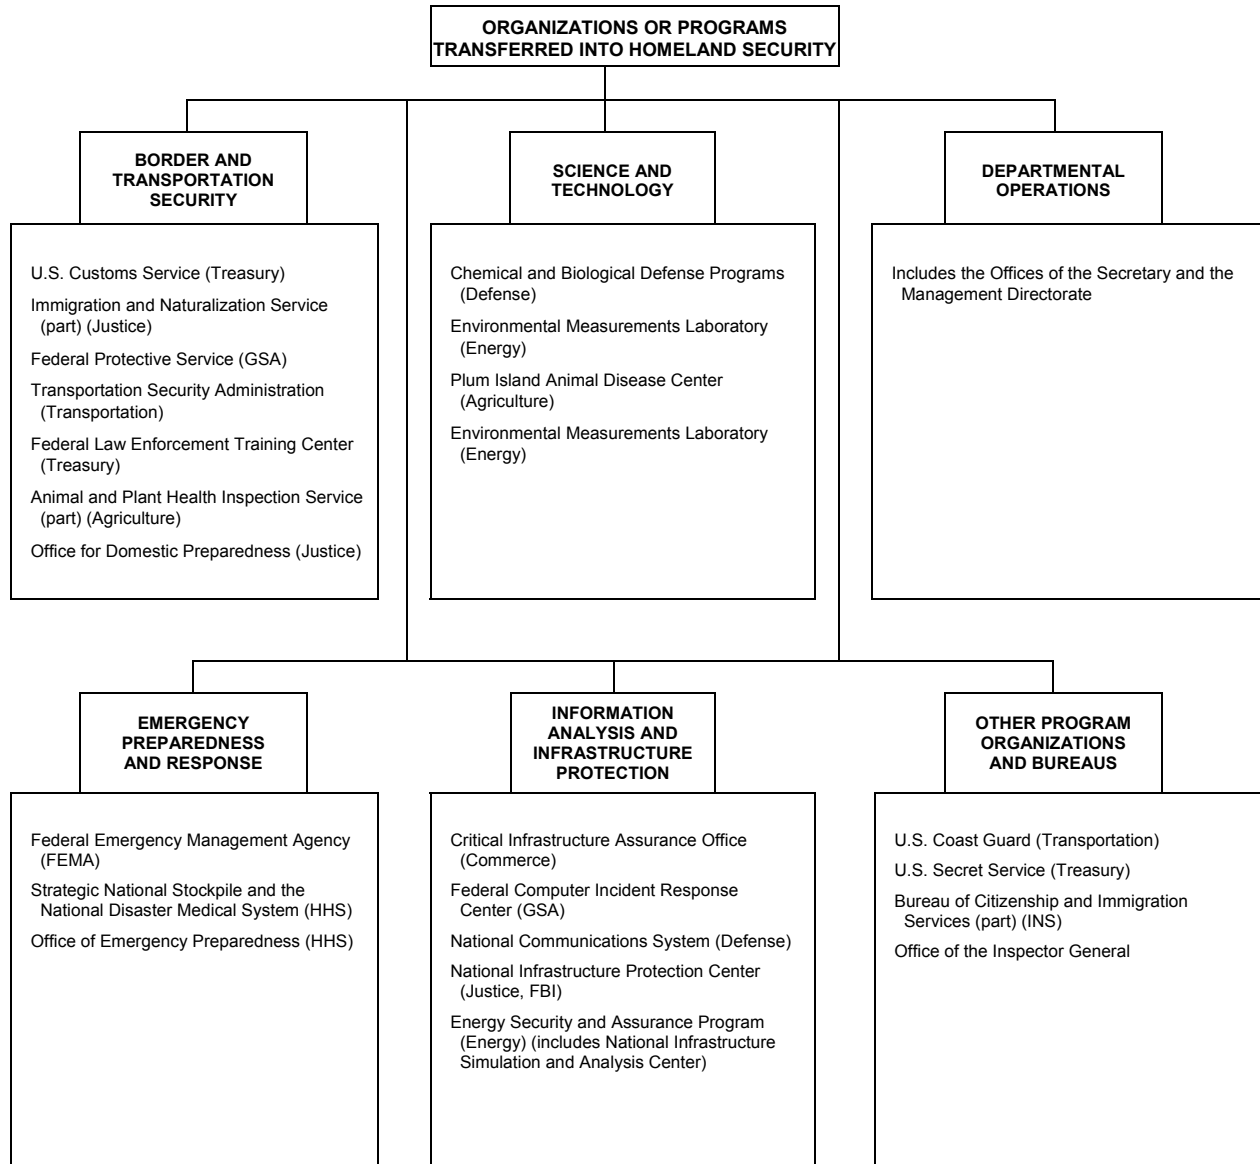 ORGANIZATIONS OR PROGRAMS
TRANSFERRED INTO HOMELAND SECURITY
BORDER AND
TRANSPORTATION
SECURITY
U.S. Customs Service (Treasury)
Immigration and Naturalization Service
(part) (Justice)
Federal Protective Service (GSA)
Transportation Security Administration
(Transportation)
Federal Law Enforcement Training Center
(Treasury)
Animal and Plant Health Inspection Service
(part) (Agriculture)
Office for Domestic Preparedness (Justice)
SCIENCE AND
TECHNOLOGY
Chemical and Biological Defense Programs
(Defense)
Environmental Measurements Laboratory
(Energy)
Plum Island Animal Disease Center
(Agriculture)
Environmental Measurements Laboratory
(Energy)
DEPARTMENTAL
OPERATIONS
Includes the Offices of the Secretary and the
Management Directorate
EMERGENCY
PREPAREDNESS
AND RESPONSE
Federal Emergency Management Agency
(FEMA)
Strategic National Stockpile and the
National Disaster Medical System (HHS)
Office of Emergency Preparedness (HHS)
INFORMATION
ANALYSIS AND
INFRASTRUCTURE
PROTECTION
Critical Infrastructure Assurance Office
(Commerce)
Federal Computer Incident Response
Center (GSA)
National Communications System (Defense)
National Infrastructure Protection Center
(Justice, FBI)
Energy Security and Assurance Program
(Energy) (includes National Infrastructure
Simulation and Analysis Center)
OTHER PROGRAM
ORGANIZATIONS
AND BUREAUS
U.S. Coast Guard (Transportation)
U.S. Secret Service (Treasury)
Bureau of Citizenship and Immigration
Services (part) (INS)
Office of the Inspector General